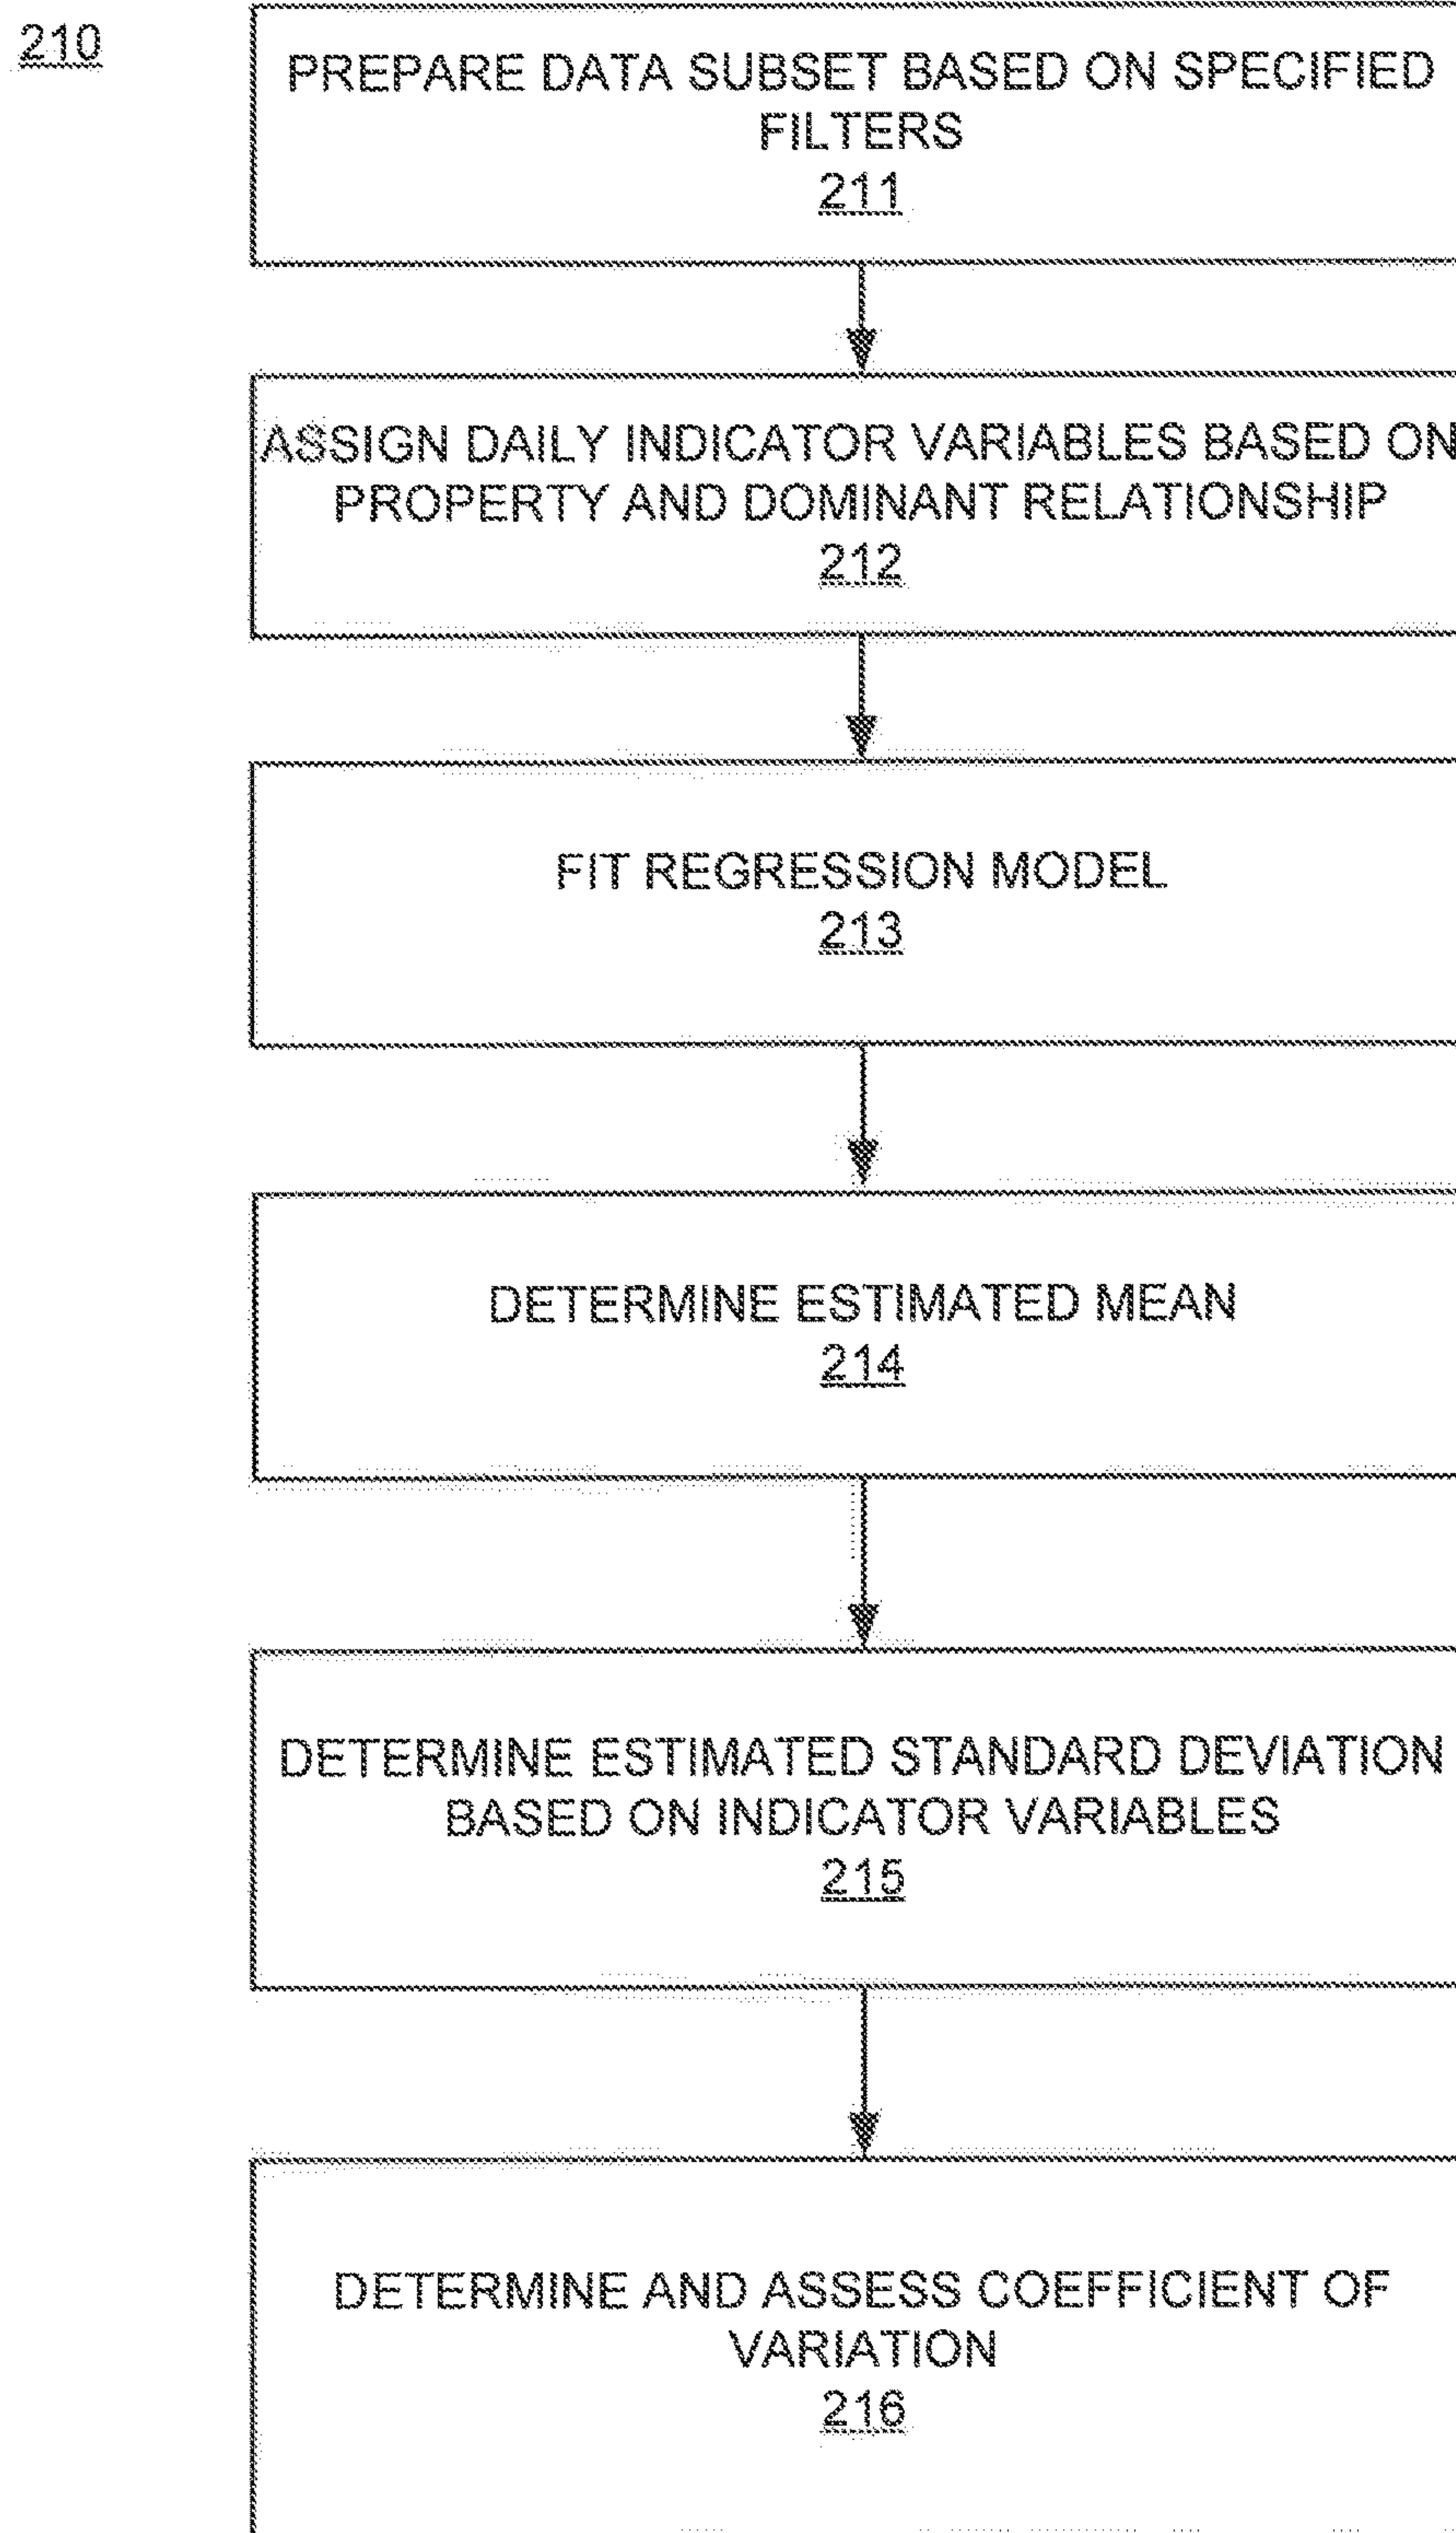 210
PREPARE DATA SUBSET BASED ON SPECIFIED
FILTERS
211
ASSIGN DAILY INDICATOR VARIABLES BASED ON
PROPERTY AND DOMINANT RELATIONSHIP
212
FIT REGRESSION MODEL
213
DETERMINE ESTIMATED MEAN
214
DETERMINE ESTIMATED STANDARD DEVIATION
BASED ON INDICATOR VARIABLES
215
DETERMINE AND ASSESS COEFFICIENT OF
VARIATION
216